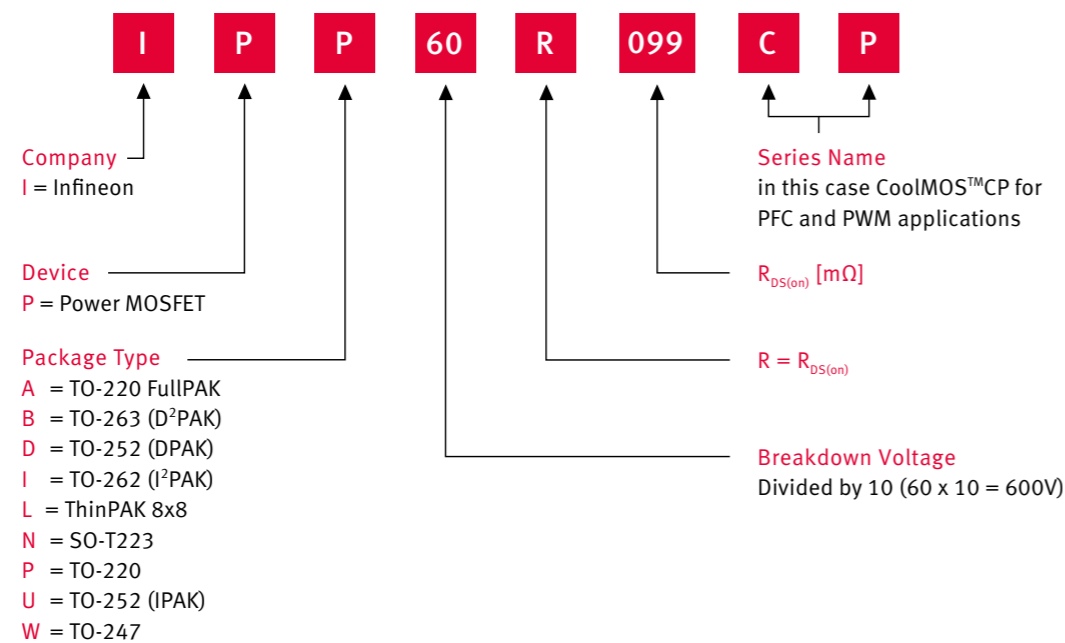 I P P 60 R 099 C P
Company
I = Infineon
Device
P = Power MOSFET
Package Type
A = TO-220 FullPAK
B = TO-263 (D²PAK)
D = TO-252 (DPAK)
I = TO-262 (I²PAK)
L = ThinPAK 8x8
N = SO-T223
P = TO-220
U = TO-252 (IPAK)
W = TO-247
Series Name
in this case CoolMOS™CP for
PFC and PWM applications
RDS(on) [mΩ]
R = RDS(on)
Breakdown Voltage
Divided by 10 (60 x 10 = 600V)